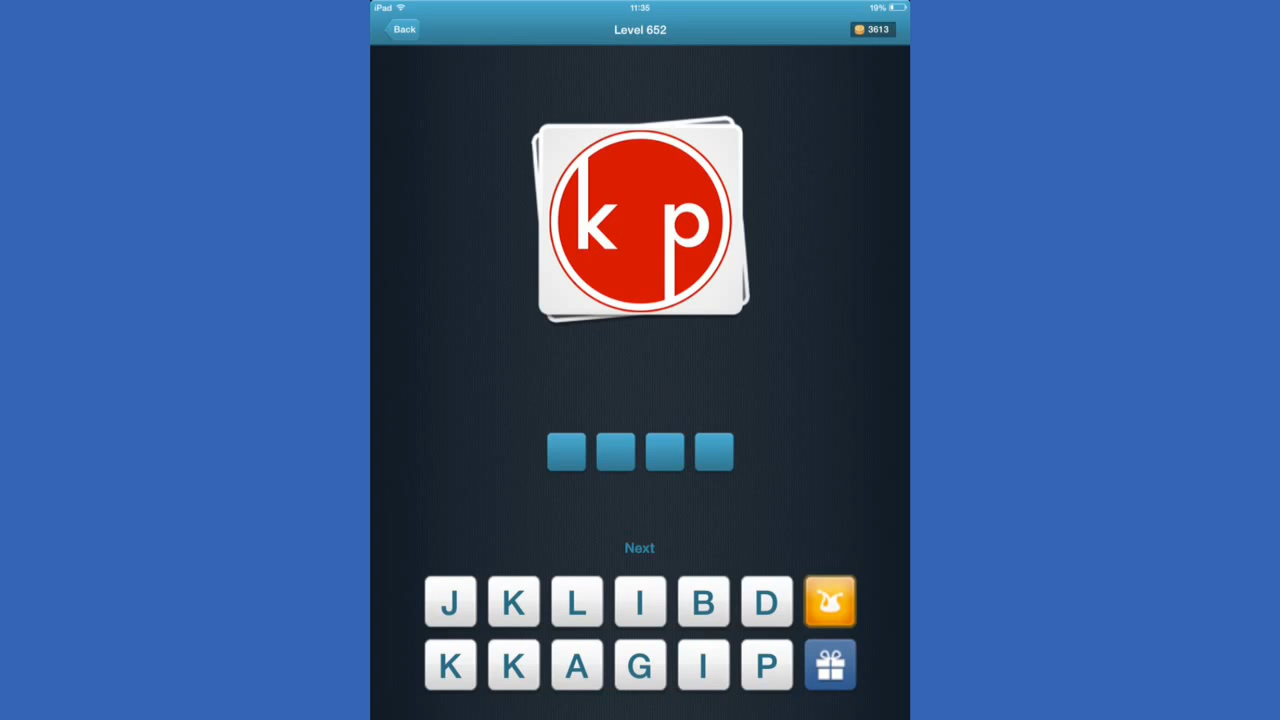 iPad 11:35 19%
Back Level 652 3613
k p
Next
J K L I B D
K K A G I P